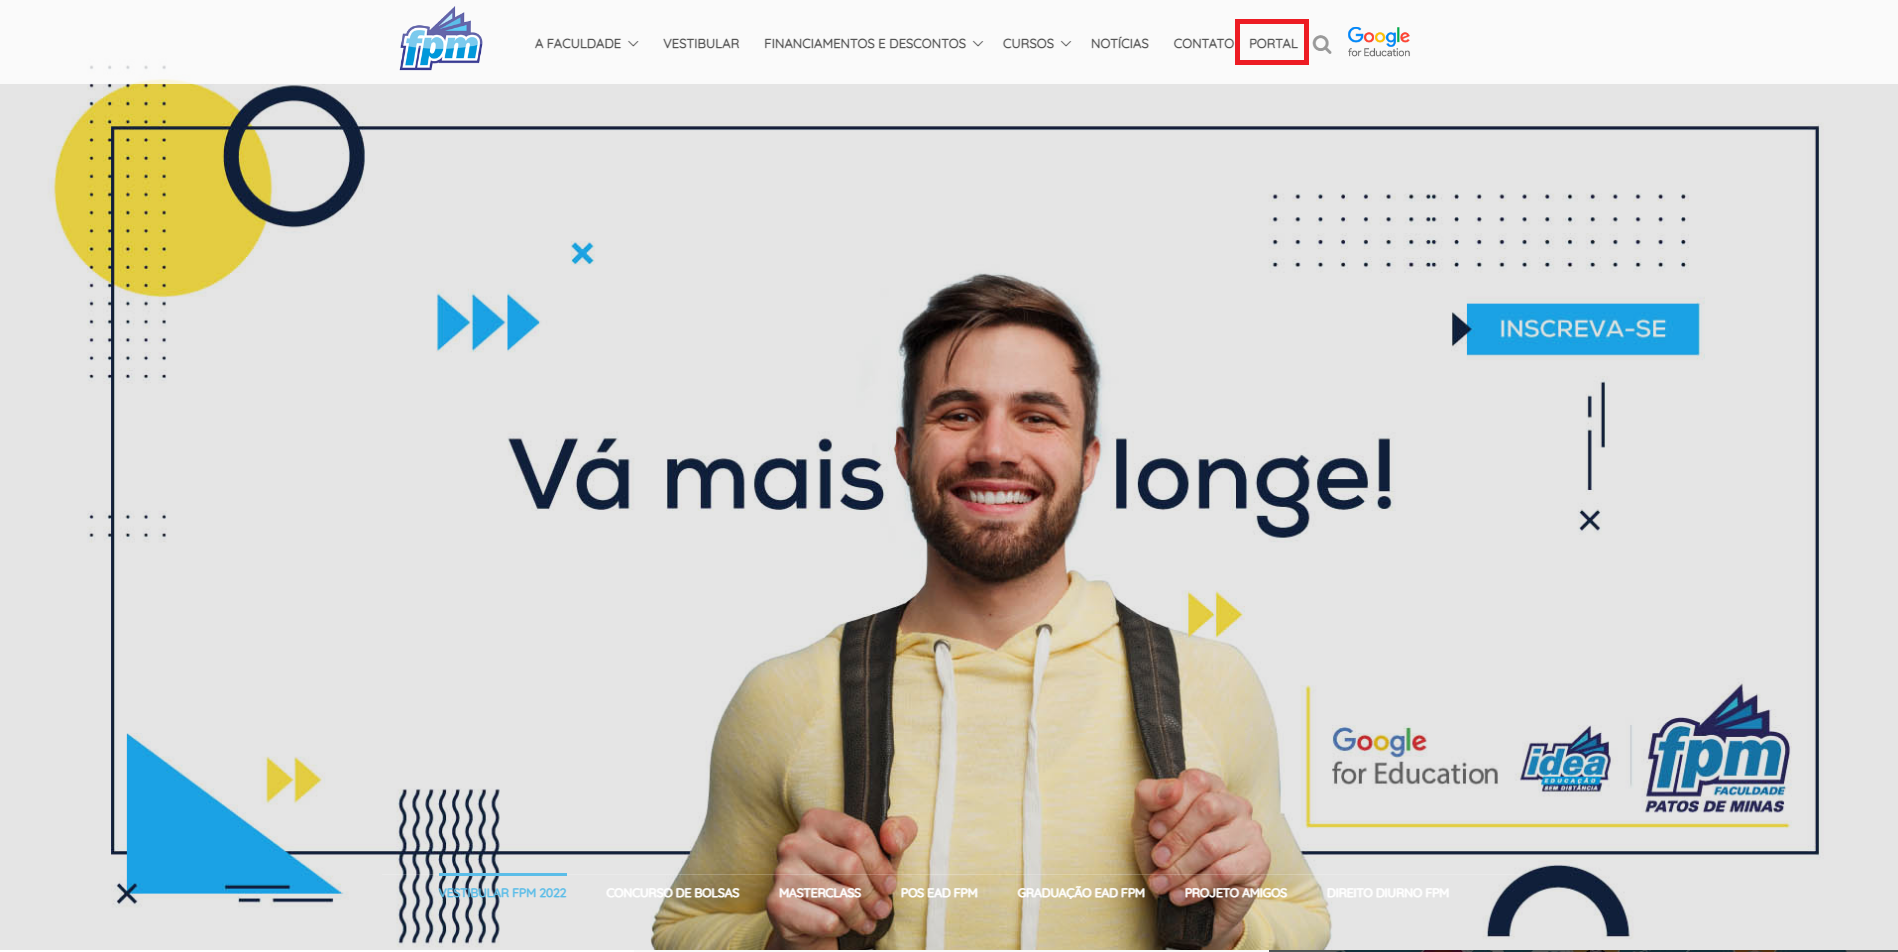 fpm
A FACULDADE VESTIBULAR FINANCIAMENTOS E DESCONTOS CURSOS NOTÍCIAS CONTATO PORTAL
Google
for Education
INSCREVA-SE
Vá mais longe!
Google
for Education
idea
EDUCAÇÃO
SEM DISTÂNCIA
fpm
FACULDADE
PATOS DE MINAS
VESTIBULAR FPM 2022 CONCURSO DE BOLSAS MASTERCLASS POS EAD FPM GRADUAÇÃO EAD FPM PROJETO AMIGOS DIREITO DIURNO FPM